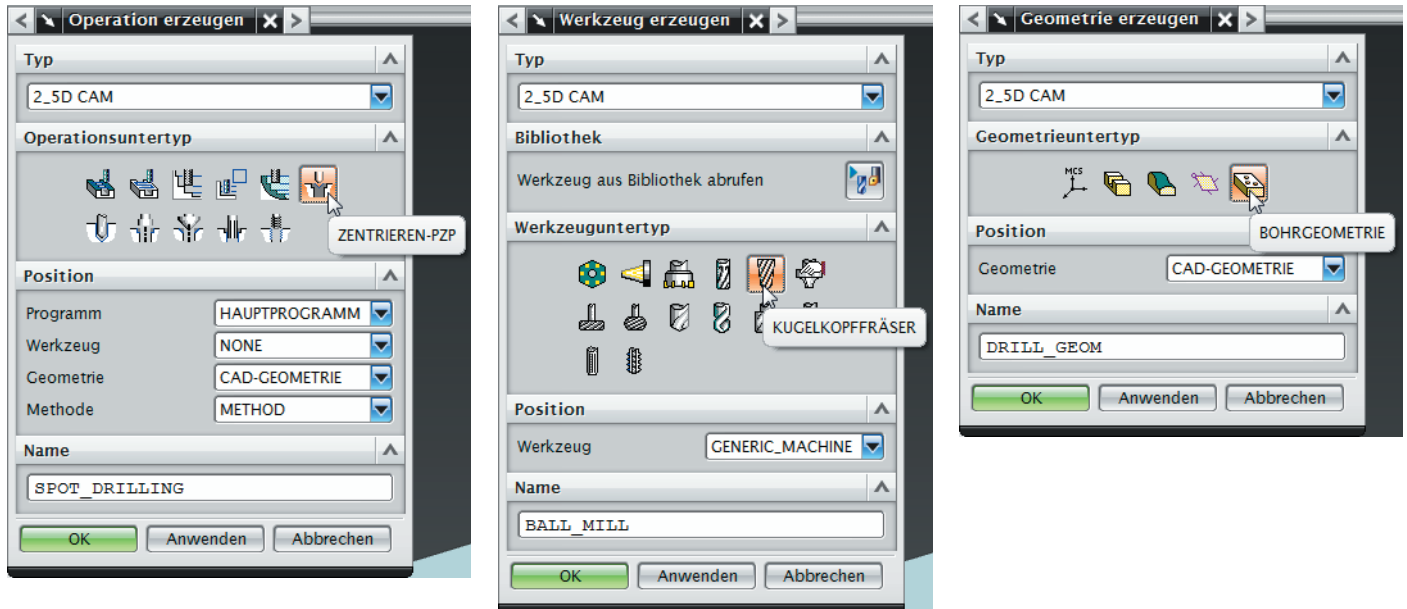 Operation erzeugen
Typ
2_5D CAM
Operationsuntertyp
ZENTRIEREN-PZP
Position
Programm HAUPTPROGRAMM
Werkzeug NONE
Geometrie CAD-GEOMETRIE
Methode METHOD
Name
SPOT_DRILLING
OK Anwenden Abbrechen
Werkzeug erzeugen
Typ
2_5D CAM
Bibliothek
Werkzeug aus Bibliothek abrufen
Werkzeuguntertyp
KUGELKOPFFRÄSER
Position
Werkzeug GENERIC_MACHINE
Name
BALL_MILL
OK Anwenden Abbrechen
Geometrie erzeugen
Typ
2_5D CAM
Geometrieuntertyp
MCS
BOHRGEOMETRIE
Position
Geometrie CAD-GEOMETRIE
Name
DRILL_GEOM
OK Anwenden Abbrechen